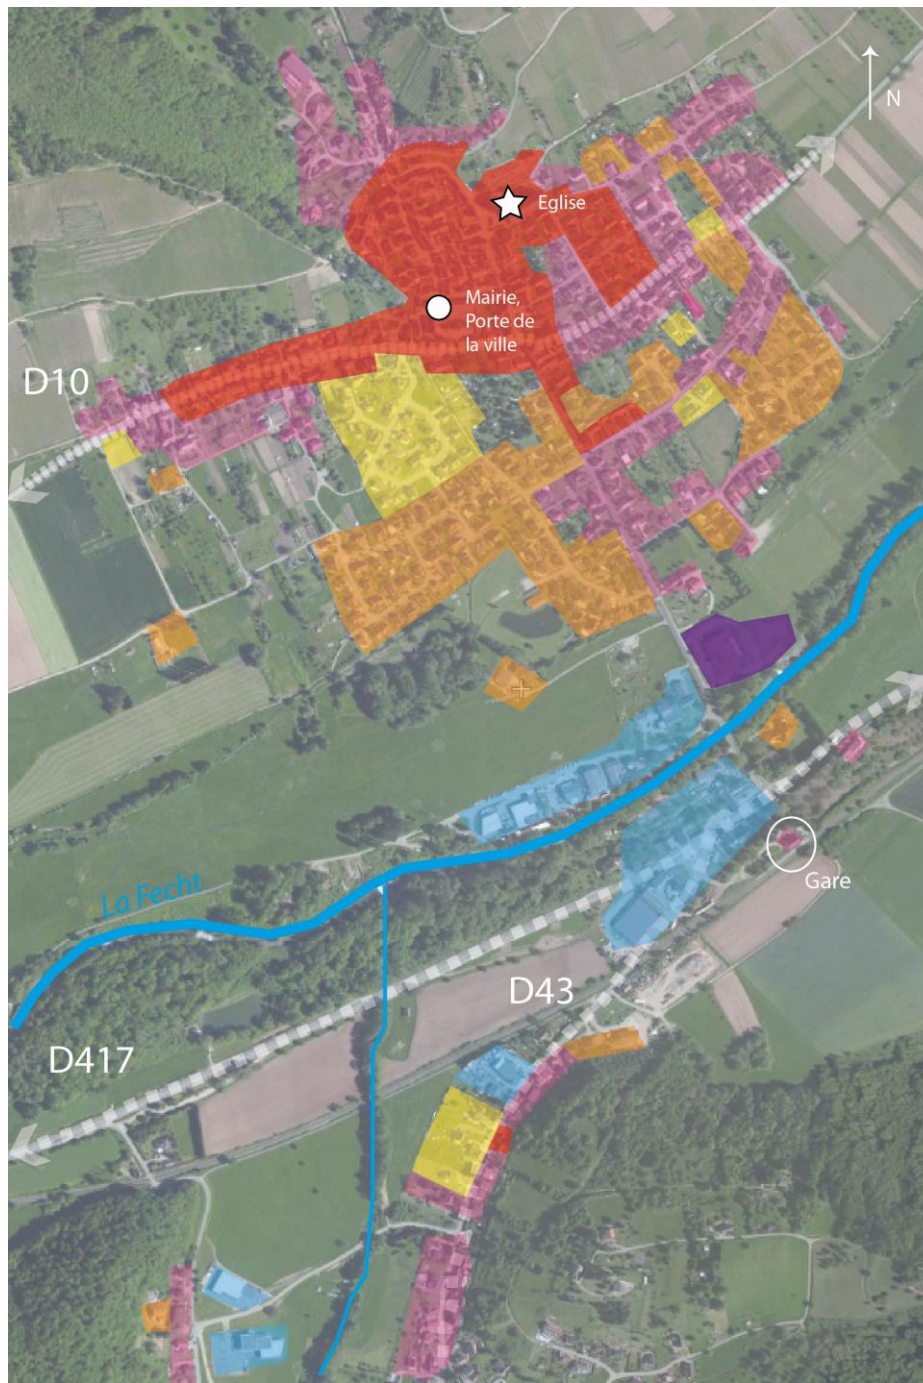 N
Eglise
Mairie,
Porte de
la ville
D10
La Fecht
Gare
D43
D417